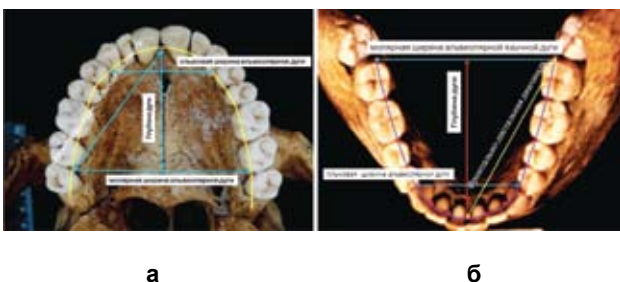 клыковая ширина альвеолярной дуги
Глубина дуги
молярная ширина альвеолярной дуги
молярная ширина альвеолярной язычной дуги
Глубина дуги
клыковая ширина альвеолярной дуги
а
б